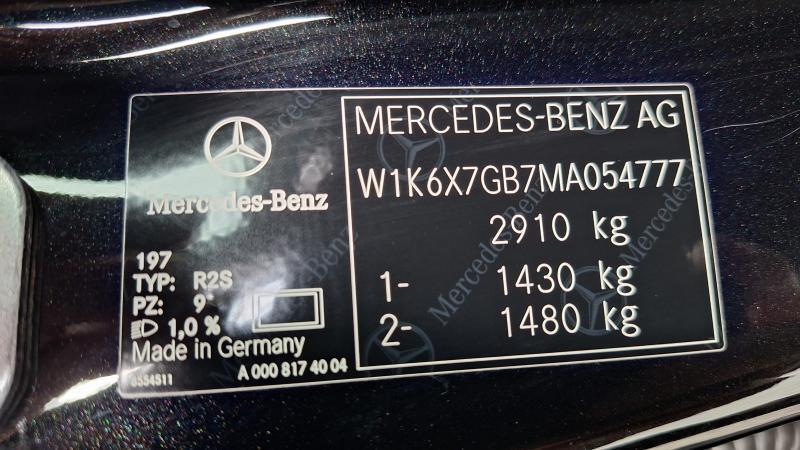 Mercedes-Benz
197
TYP: R2S
PZ: 9
1,0 %
Made in Germany
8554511
A 000 817 40 04
MERCEDES-BENZ AG
W1K6X7GB7MA054777
2910 kg
1- 1430 kg
2- 1480 kg